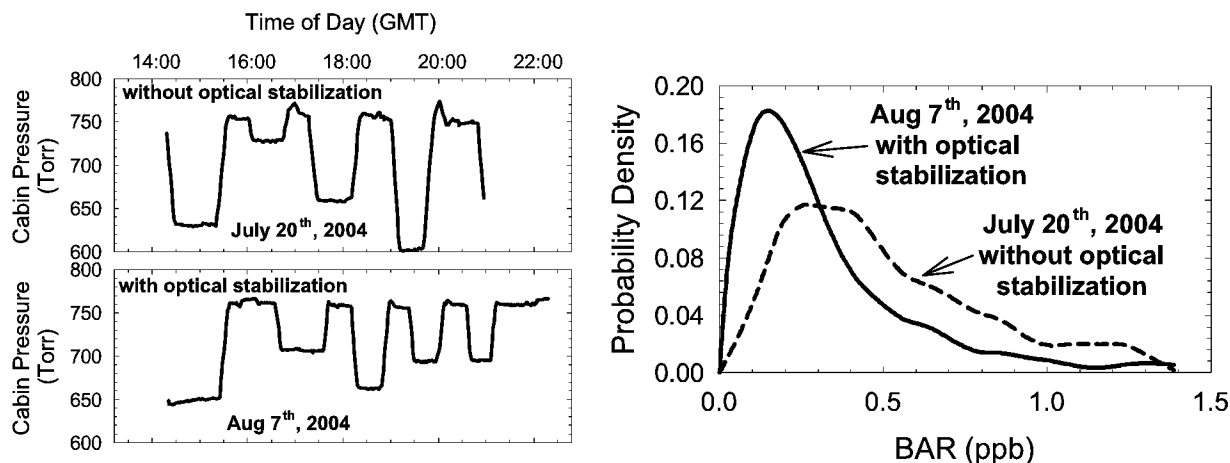 Time of Day (GMT)
14:00 16:00 18:00 20:00 22:00
Cabin Pressure
(Torr)
800
750
700
650
600
without optical stabilization
July 20th, 2004
Cabin Pressure
(Torr)
800
750
700
650
600
with optical stabilization
Aug 7th, 2004
Probability Density
0.20
0.16
0.12
0.08
0.04
0.00
Aug 7th, 2004
with optical
stabilization
July 20th, 2004
without optical
stabilization
0.0 0.5 1.0 1.5
BAR (ppb)